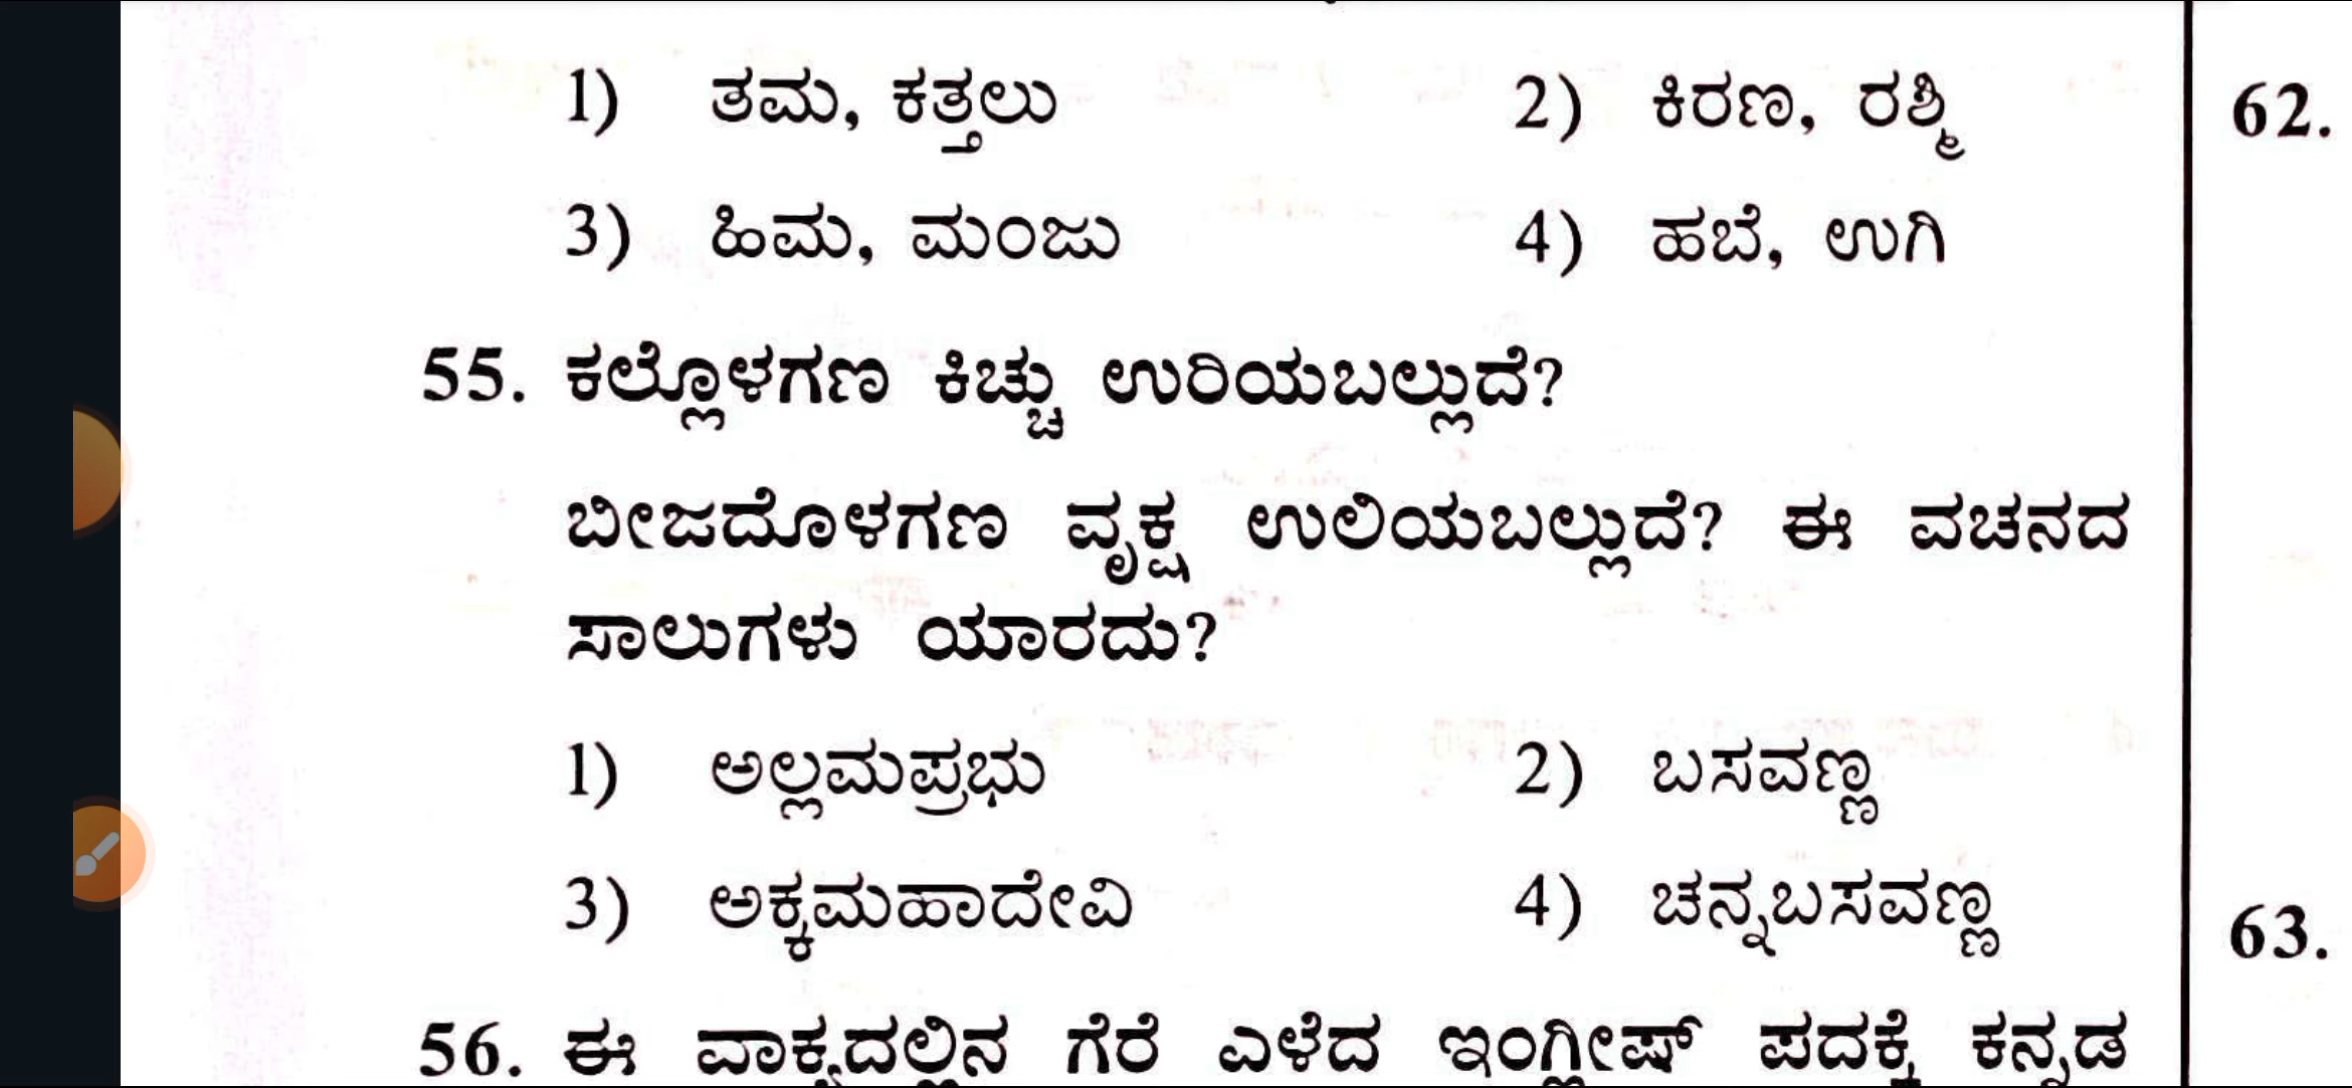 1) ತಮ, ಕತ್ತಲು 2) ಕಿರಣ, ರಶ್ಮಿ
62.
3) ಹಿಮ, ಮಂಜು 4) ಹಬೆ, ಉಗಿ
55. ಕಲ್ಲೊಳಗಣ ಕಿಚ್ಚು ಉರಿಯಬಲ್ಲುದೆ?
ಬೀಜದೊಳಗಣ ವೃಕ್ಷ ಉಲಿಯಬಲ್ಲುದೆ? ಈ ವಚನದ
ಸಾಲುಗಳು ಯಾರದು?
1) ಅಲ್ಲಮಪ್ರಭು 2) ಬಸವಣ್ಣ
3) ಅಕ್ಕಮಹಾದೇವಿ 4) ಚನ್ನಬಸವಣ್ಣ
63.
56. ಈ ವಾಕ್ಯದಲ್ಲಿನ ಗೆರೆ ಎಳೆದ ಇಂಗ್ಲೀಷ್ ಪದಕ್ಕೆ ಕನ್ನಡ